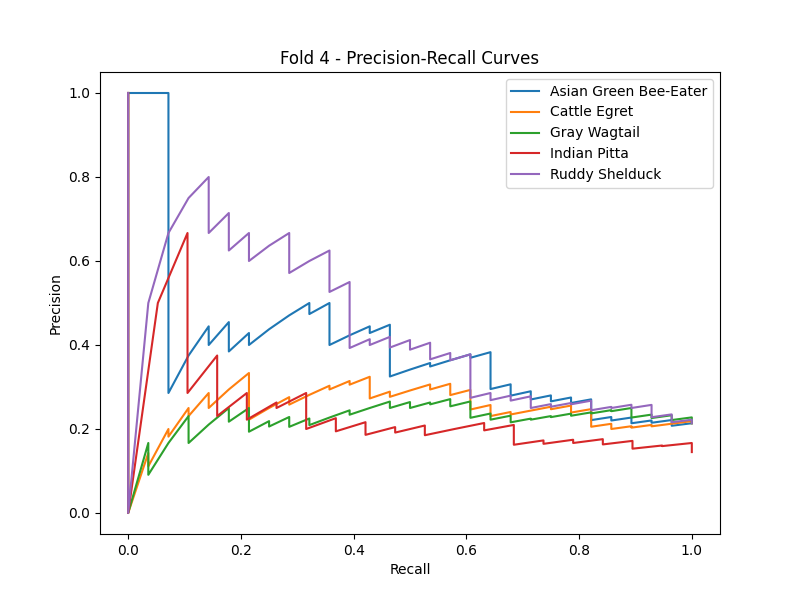 Fold 4 - Precision-Recall Curves
Asian Green Bee-Eater
Cattle Egret
Gray Wagtail
Indian Pitta
Ruddy Shelduck
Precision
1.0
0.8
0.6
0.4
0.2
0.0
0.0 0.2 0.4 0.6 0.8 1.0
Recall